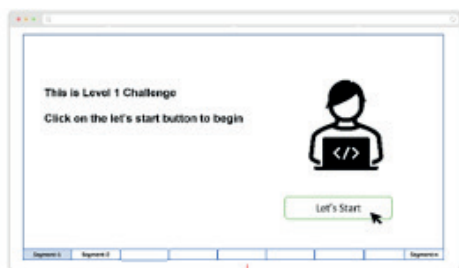 This is Level 1 Challenge
Click on the let's start button to begin
</>
Let's Start
Segment-1 Segment-2 Segment-n